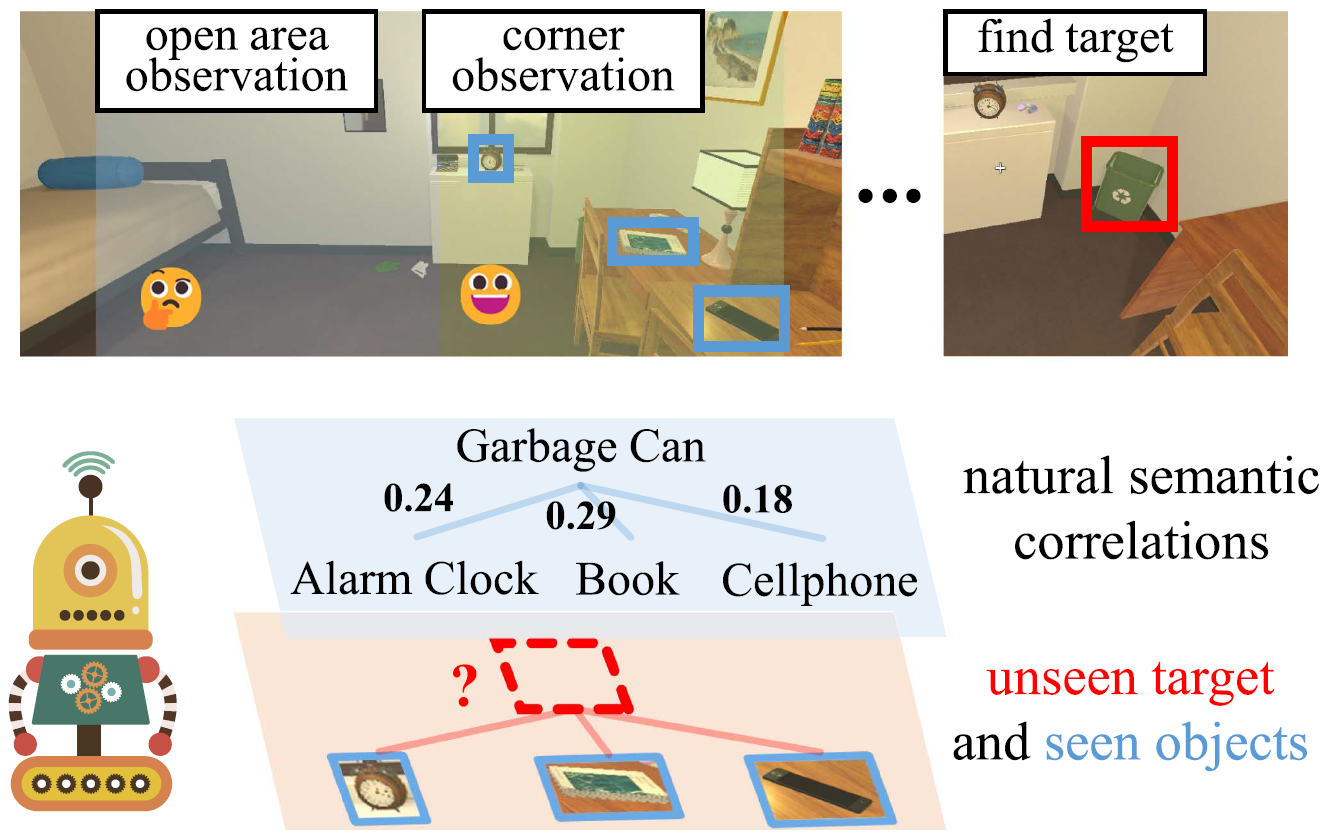 open area
observation
corner
observation
find target
Garbage Can
0.24
0.29
0.18
Alarm Clock
Book
Cellphone
natural semantic
correlations
?
unseen target
and seen objects